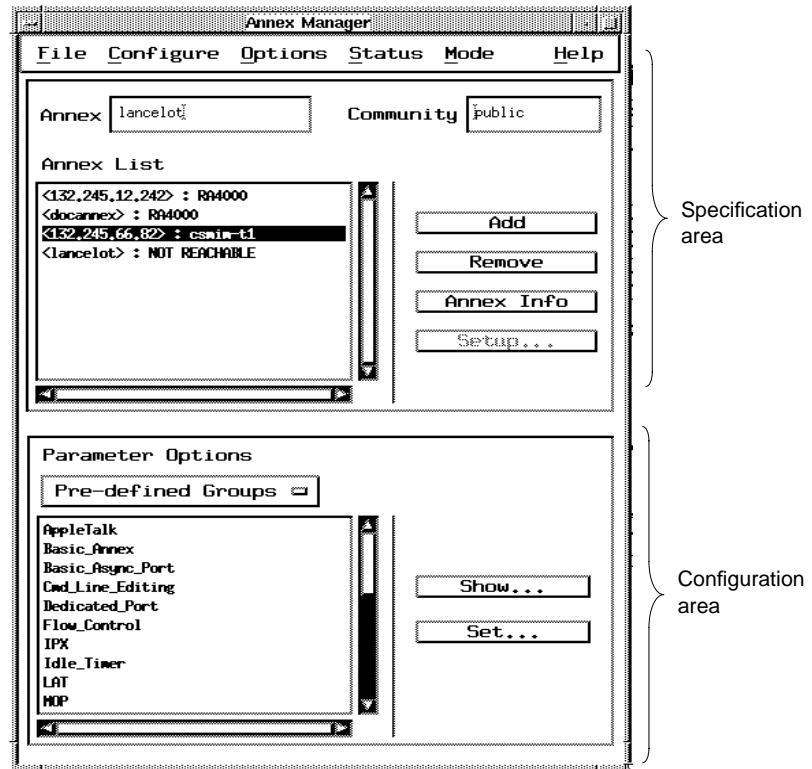 Annex Manager
File Configure Options Status Mode Help
Annex lancelot Community public
Annex List
<132.245.12.242> : RA4000
<docannex> : RA4000
<132.245.66.82> : csmim-t1
<lancelot> : NOT REACHABLE
Add
Remove
Annex Info
Setup...
Specification
area
Parameter Options
Pre-defined Groups
AppleTalk
Basic_Annex
Basic_Async_Port
Cmd_Line_Editing
Dedicated_Port
Flow_Control
IPX
Idle_Timer
LAT
MOP
Show...
Set...
Configuration
area